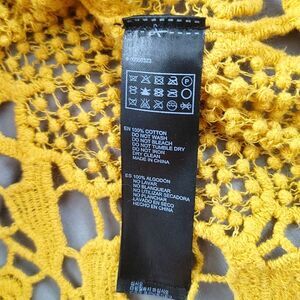 EN 100% COTTON
DO NOT WASH
DO NOT BLEACH
DO NOT TUMBLE DRY
DO NOT IRON
DRY CLEAN
MADE IN CHINA
ES 100% ALGODON
NO LAVAR
NO BLANQUEAR
NO UTILIZAR SECADORA
NO PLANCHAR
LAVADO EN SECO
HECHO EN CHINA